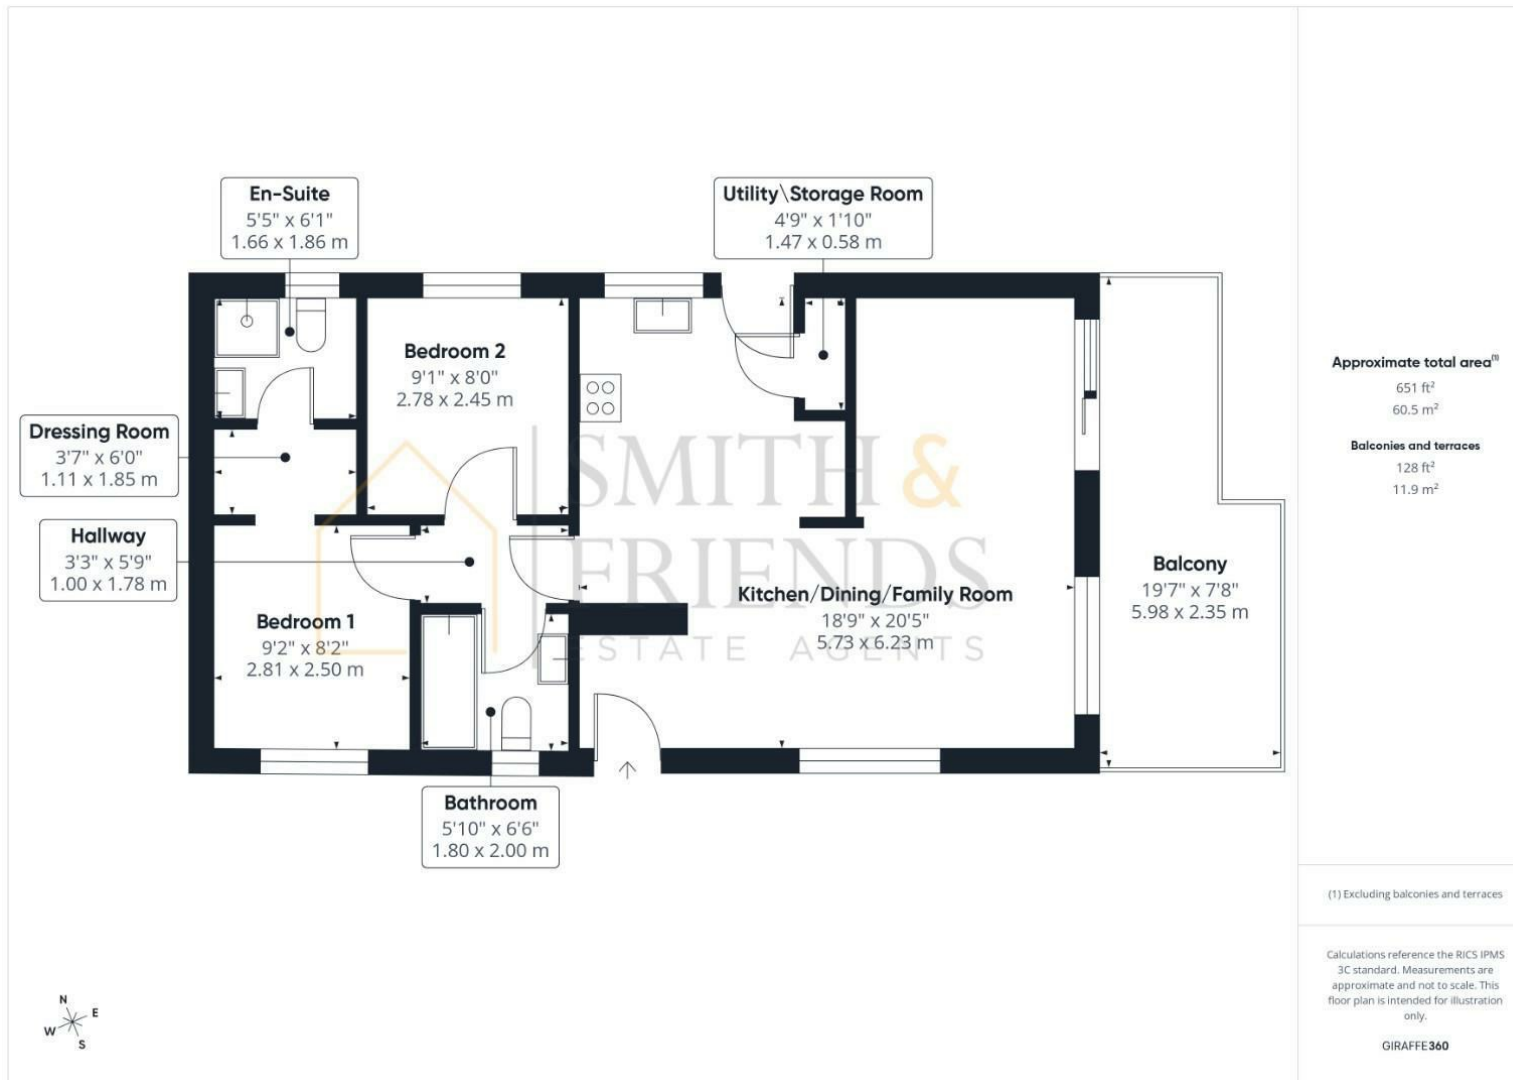 En-Suite
5'5" x 6'1"
1.66 x 1.86 m
Utility\Storage Room
4'9" x 1'10"
1.47 x 0.58 m
Bedroom 2
9'1" x 8'0"
2.78 x 2.45 m
Dressing Room
3'7" x 6'0"
1.11 x 1.85 m
Hallway
3'3" x 5'9"
1.00 x 1.78 m
Bedroom 1
9'2" x 8'2"
2.81 x 2.50 m
SMITH &
FRIENDS
ESTATE AGENTS
Kitchen/Dining/Family Room
18'9" x 20'5"
5.73 x 6.23 m
Balcony
19'7" x 7'8"
5.98 x 2.35 m
Bathroom
5'10" x 6'6"
1.80 x 2.00 m
N
E
W
S
Approximate total area(1)
651 ft²
60.5 m²
Balconies and terraces
128 ft²
11.9 m²
(1) Excluding balconies and terraces
Calculations reference the RICS IPMS
3C standard. Measurements are
approximate and not to scale. This
floor plan is intended for illustration
only.
GIRAFFE360